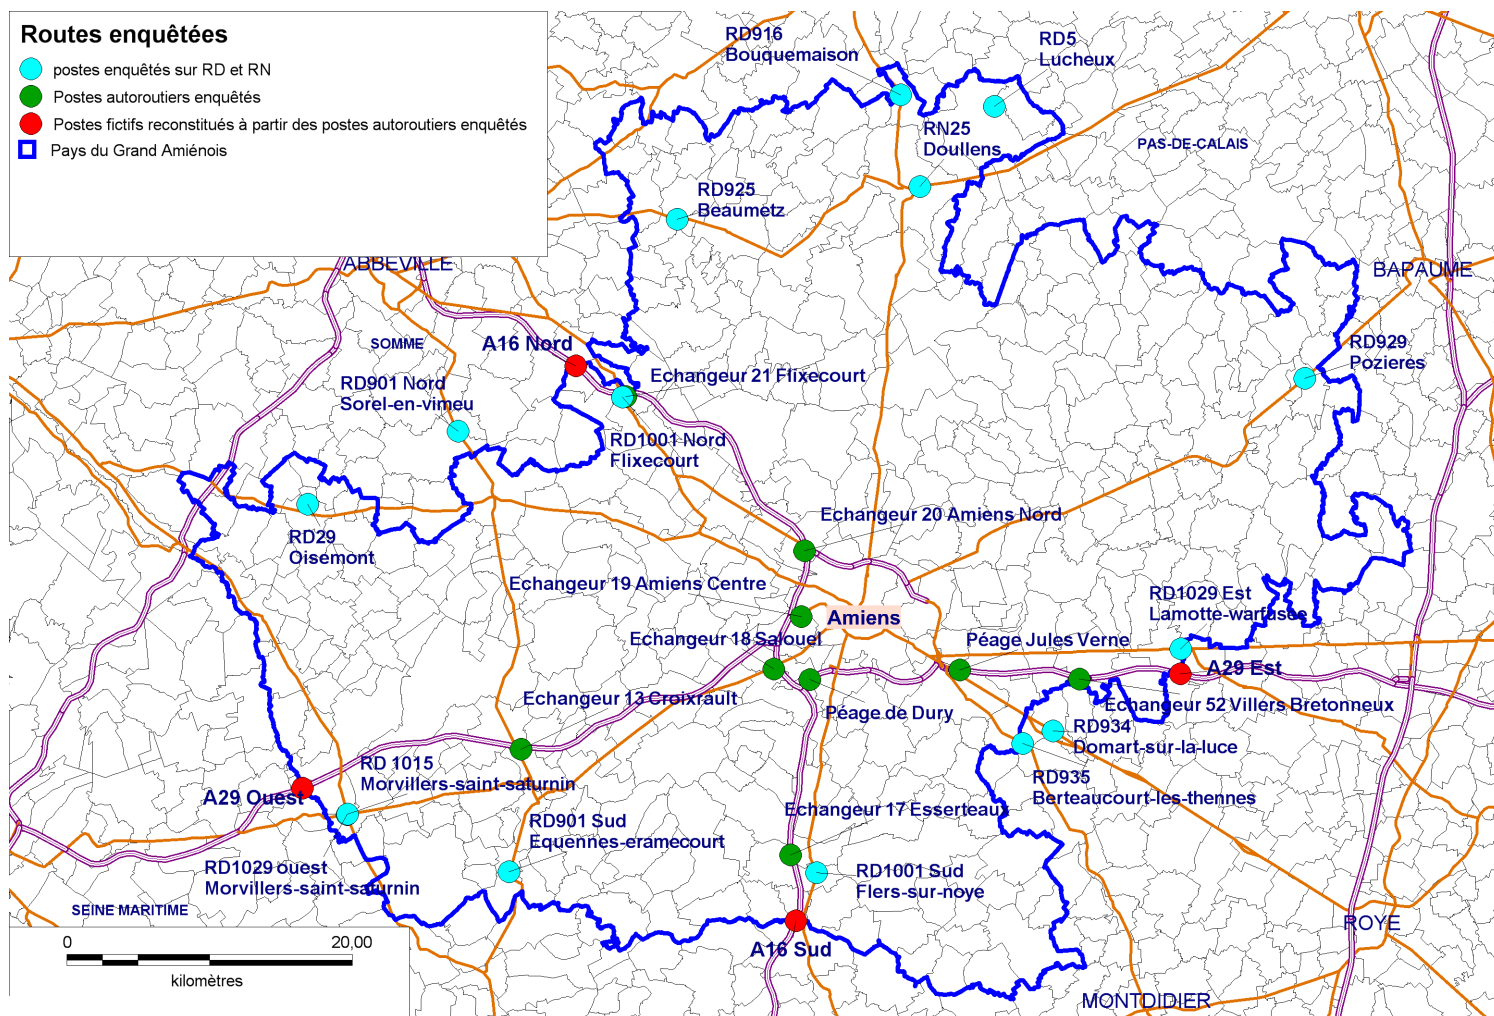 Routes enquêtées
postes enquêtés sur RD et RN
Postes autoroutiers enquêtés
Postes fictifs reconstitués à partir des postes autoroutiers enquêtés
Pays du Grand Amiénois
RD916
Bouquemaison
RD5
Lucheux
RN25
Doullens
PAS-DE-CALAIS
RD925
Beaumetz
ABBEVILLE
BAPAUME
SOMME
A16 Nord
RD929
Pozieres
Echangeur 21 Flixecourt
RD901 Nord
Sorel-en-vimeu
RD1001 Nord
Flixecourt
Echangeur 20 Amiens Nord
RD29
Oisemont
Echangeur 19 Amiens Centre
RD1029 Est
Lamotte-warfusée
Amiens
Echangeur 18 Salouel
Péage Jules Verne
A29 Est
Echangeur 13 Croixrault
Echangeur 52 Villers Bretonneux
Péage de Dury
RD934
Domart-sur-la-luce
RD 1015
Morvillers-saint-saturnin
A29 Ouest
RD935
Berteaucourt-les-thennes
Echangeur 17 Esserteaux
RD901 Sud
Equennes-eramecourt
RD1029 ouest
Morvillers-saint-saturnin
RD1001 Sud
Flers-sur-noye
SEINE MARITIME
ROYE
A16 Sud
MONTDIDIER
0 20,00
kilomètres